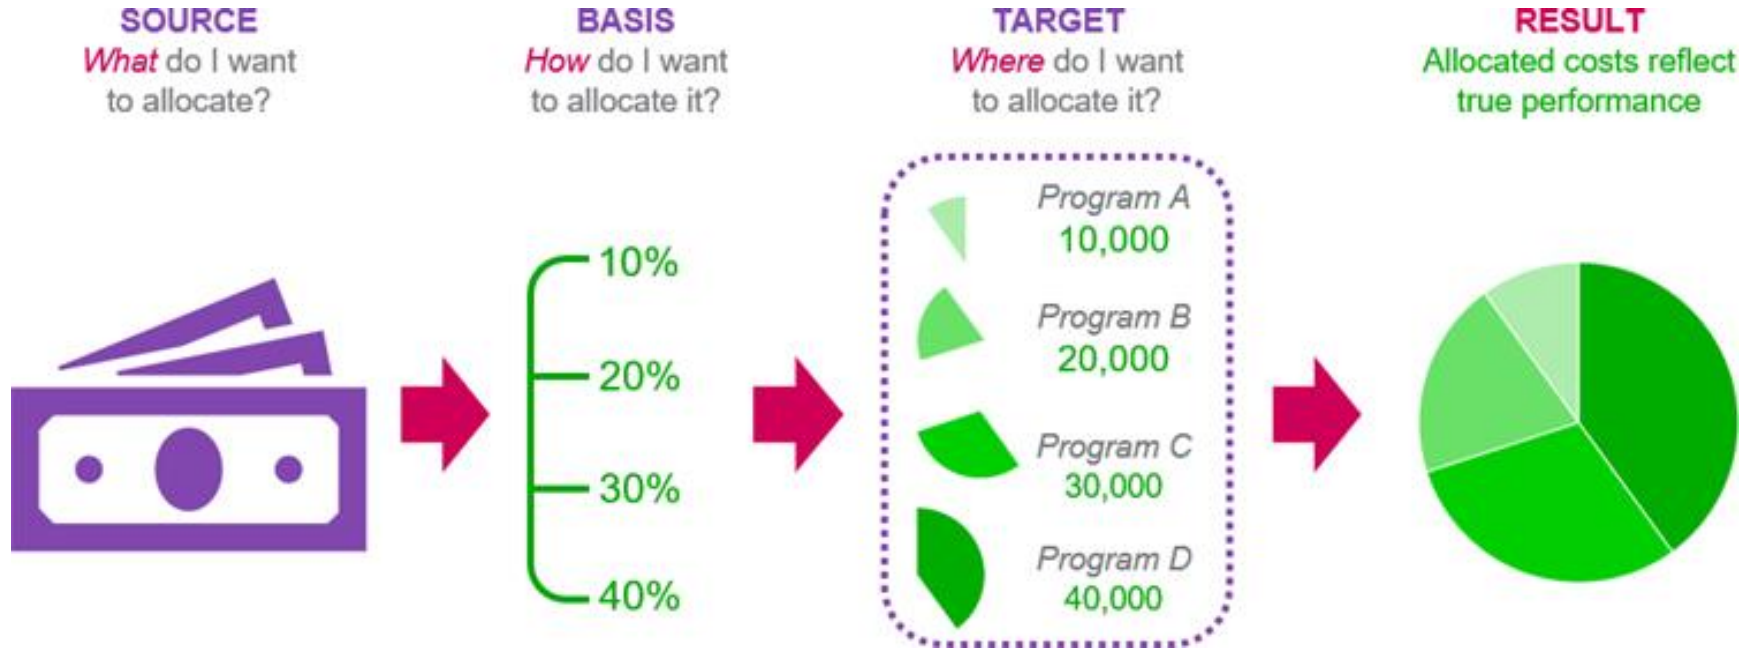 SOURCE
What do I want
to allocate?
BASIS
How do I want
to allocate it?
TARGET
Where do I want
to allocate it?
RESULT
Allocated costs reflect
true performance
10%
20%
30%
40%
Program A
10,000
Program B
20,000
Program C
30,000
Program D
40,000